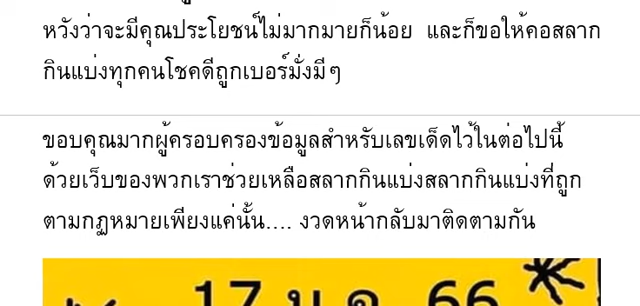 หวังว่าจะมีคุณประโยชน์ไม่มากมายก็น้อย และก็ขอให้คอสลาก
กินแบ่งทุกคนโชคดีถูกเบอร์มั่งมีๆ
ขอบคุณมากผู้ครอบครองข้อมูลสำหรับเลขเด็ดไว้ในต่อไปนี้
ด้วยเว็บของพวกเราช่วยเหลือสลากกินแบ่งสลากกินแบ่งที่ถูก
ตามกฏหมายเพียงแค่นั้น.... งวดหน้ากลับมาติดตามกัน
17 ม.ค. 66